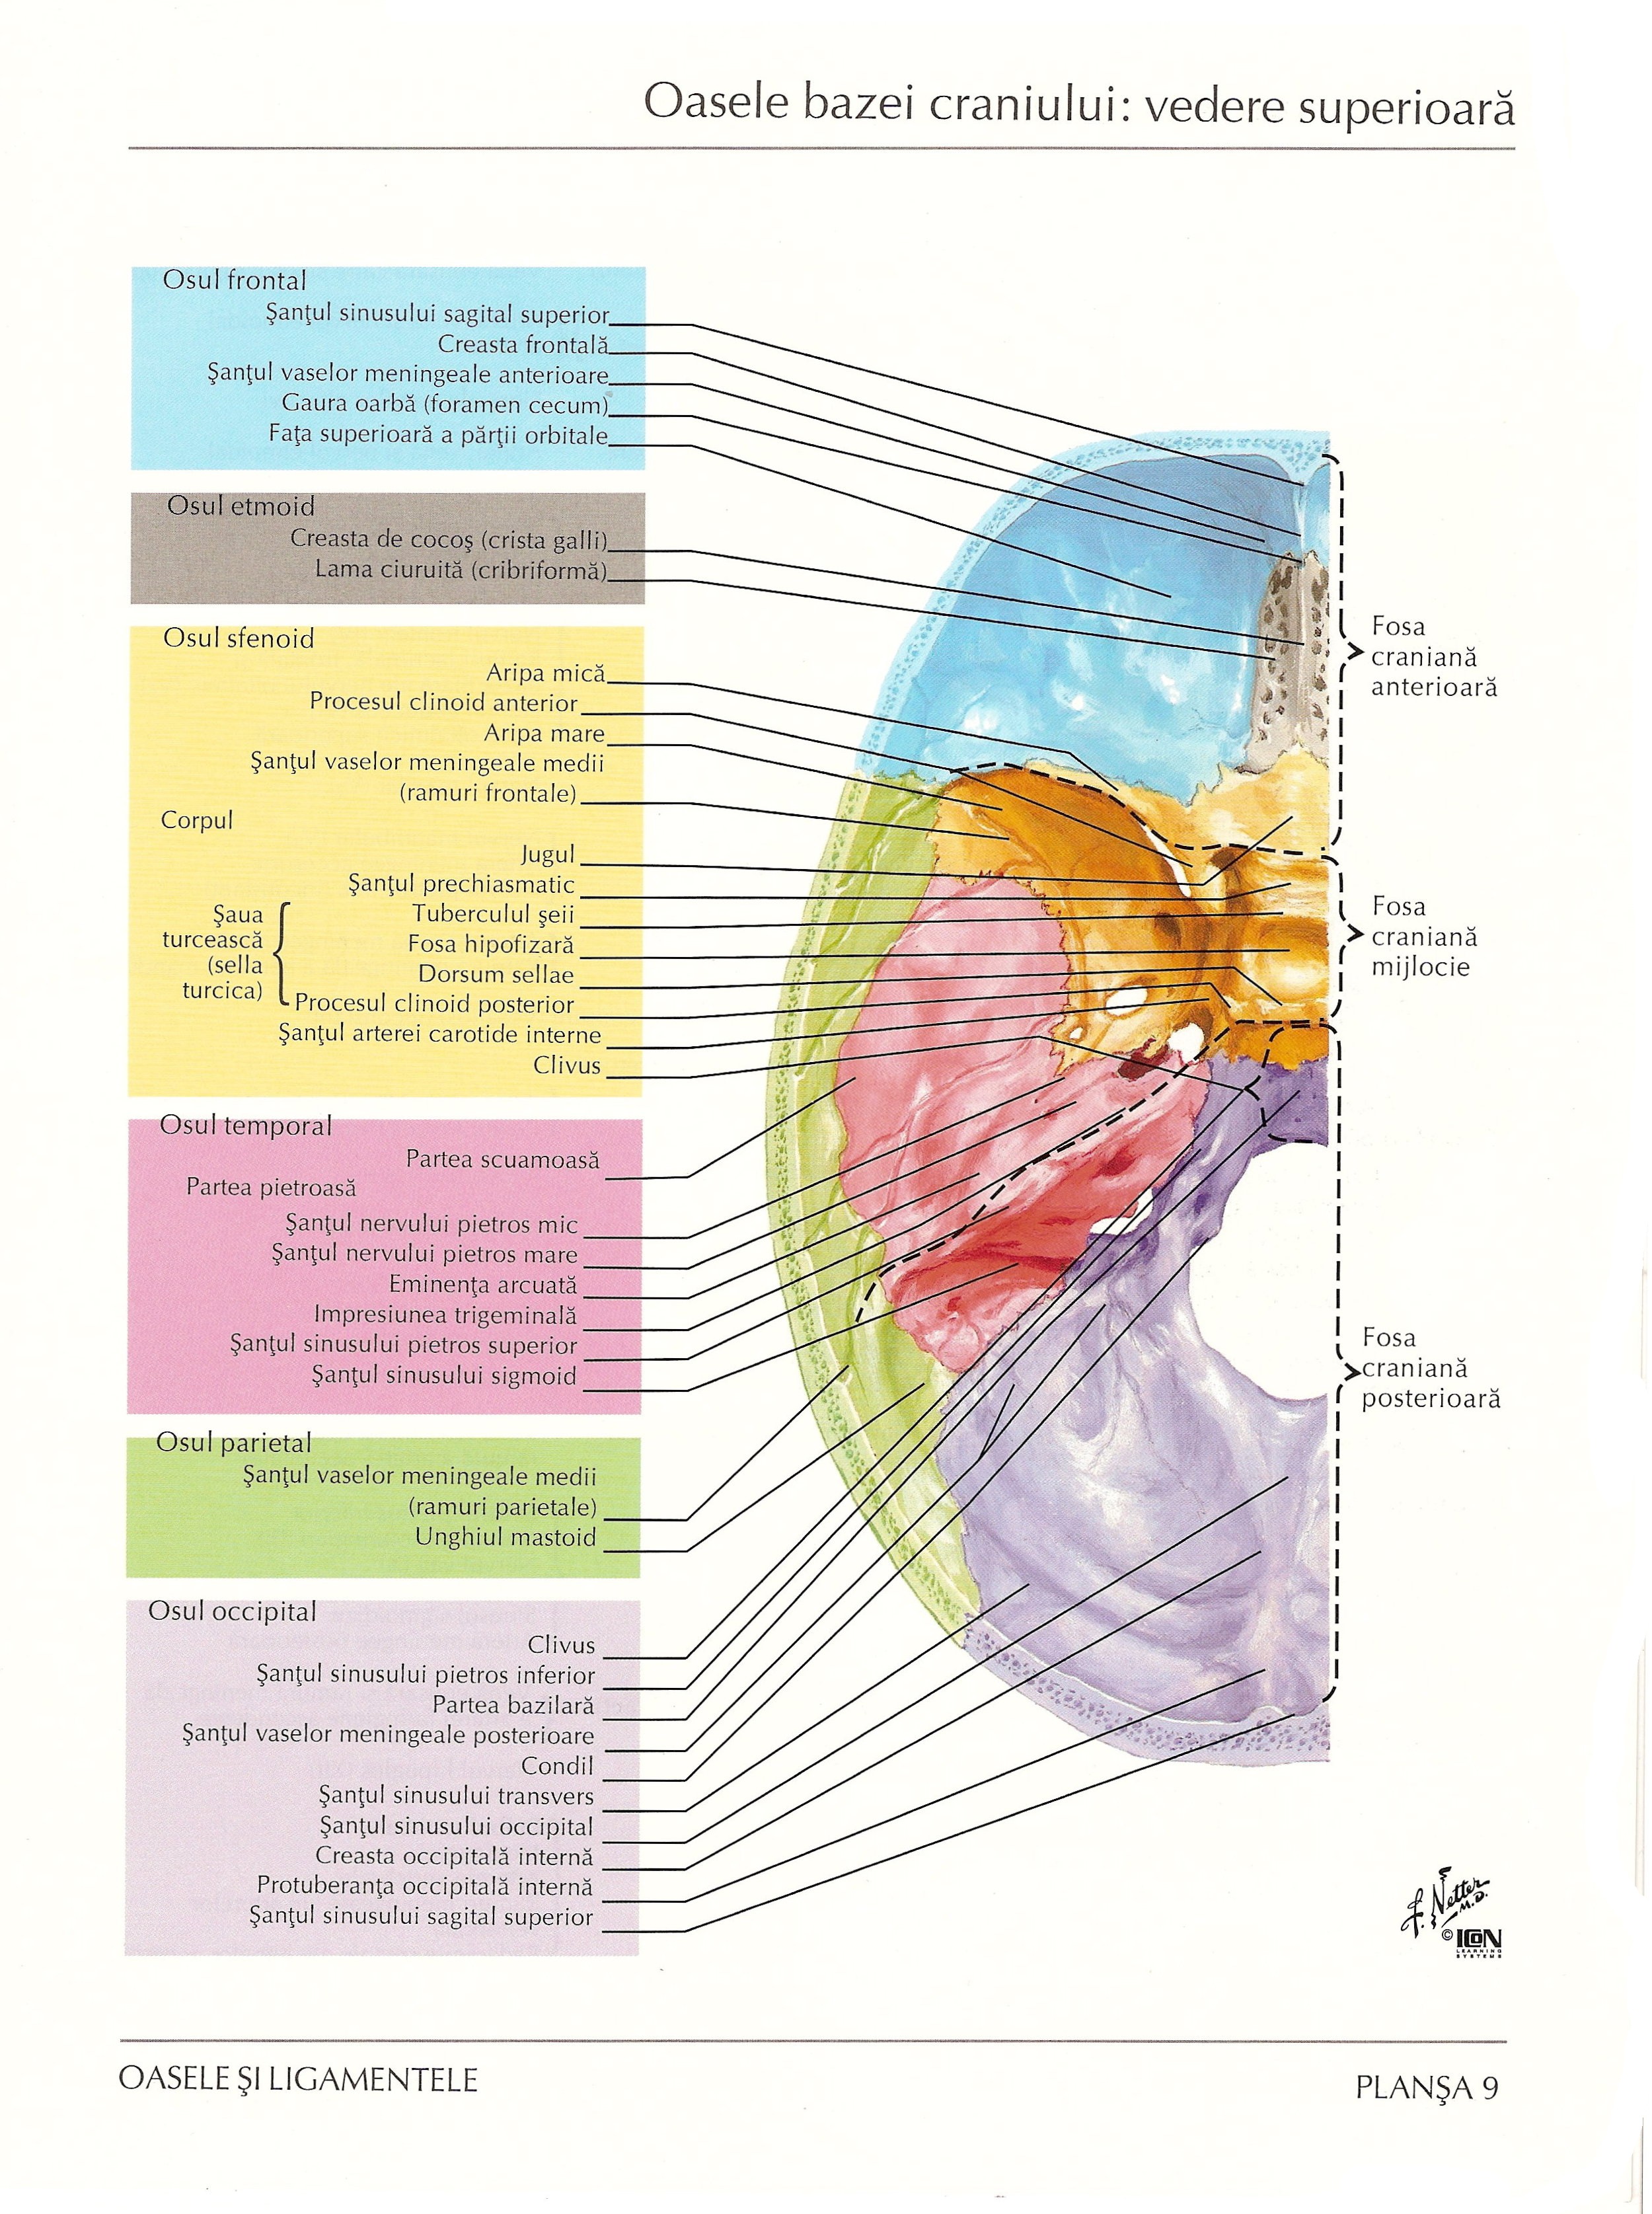 Oasele bazei craniului: vedere superioară
Osul frontal
Şanţul sinusului sagital superior
Creasta frontală
Şanţul vaselor meningeale anterioare
Gaura oarbă (foramen cecum)
Faţa superioară a părţii orbitale
Osul etmoid
Creasta de cocoş (crista galli)
Lama ciuruită (cribriformă)
Osul sfenoid
Aripa mică
Procesul clinoid anterior
Aripa mare
Şanţul vaselor meningeale medii
(ramuri frontale)
Corpul
Jugul
Şanţul prechiasmatic
Şaua
turcească
(sella
turcica)
Tuberculul şeii
Fosa hipofizară
Dorsum sellae
Procesul clinoid posterior
Şanţul arterei carotide interne
Clivus
Osul temporal
Partea scuamoasă
Partea pietroasă
Şanţul nervului pietros mic
Şanţul nervului pietros mare
Eminenţa arcuată
Impresiunea trigeminală
Şanţul sinusului pietros superior
Şanţul sinusului sigmoid
Osul parietal
Şanţul vaselor meningeale medii
(ramuri parietale)
Unghiul mastoid
Osul occipital
Clivus
Şanţul sinusului pietros inferior
Partea bazilară
Şanţul vaselor meningeale posterioare
Condil
Şanţul sinusului transvers
Şanţul sinusului occipital
Creasta occipitală internă
Protuberanţa occipitală internă
Şanţul sinusului sagital superior
Fosa
craniană
anterioară
Fosa
craniană
mijlocie
Fosa
craniană
posterioară
F. Netter
M.D.
© ICON
LEARNING
SYSTEMS
OASELE ŞI LIGAMENTELE
PLANŞA 9